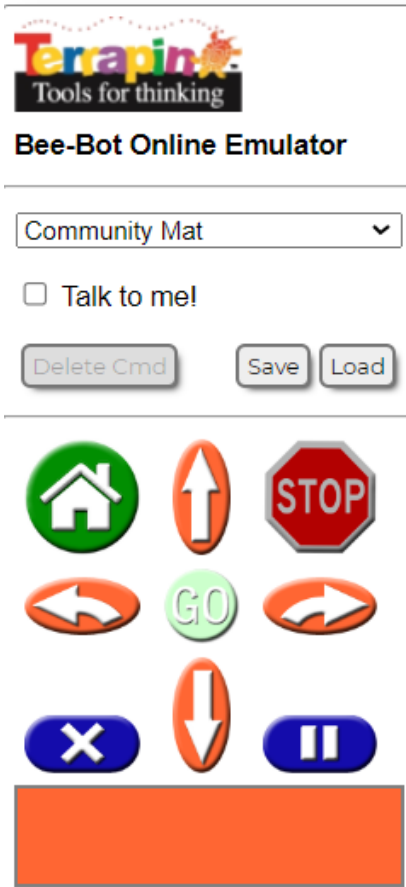 Terrapin
Tools for thinking
Bee-Bot Online Emulator
Community Mat
Talk to me!
Delete Cmd Save Load
STOP
GO